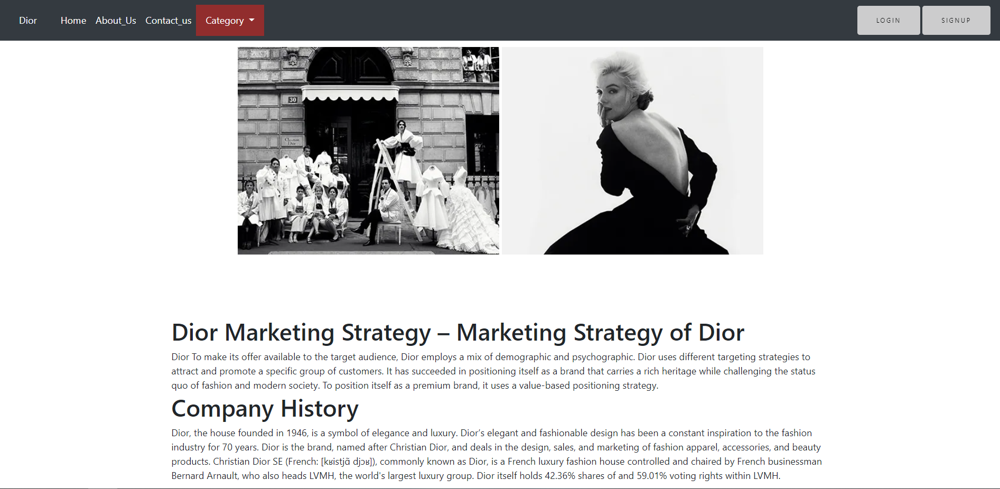 Dior Home About_Us Contact_us Category LOGIN SIGNUP
30
Christian
Dior
Dior Marketing Strategy – Marketing Strategy of Dior
Dior To make its offer available to the target audience, Dior employs a mix of demographic and psychographic. Dior uses different targeting strategies to
attract and promote a specific group of customers. It has succeeded in positioning itself as a brand that carries a rich heritage while challenging the status
quo of fashion and modern society. To position itself as a premium brand, it uses a value-based positioning strategy.
Company History
Dior, the house founded in 1946, is a symbol of elegance and luxury. Dior’s elegant and fashionable design has been a constant inspiration to the fashion
industry for 70 years. Dior is the brand, named after Christian Dior, and deals in the design, sales, and marketing of fashion apparel, accessories, and beauty
products. Christian Dior SE (French: [kʁistjɑ̃ djɔʁ]), commonly known as Dior, is a French luxury fashion house controlled and chaired by French businessman
Bernard Arnault, who also heads LVMH, the world's largest luxury group. Dior itself holds 42.36% shares of and 59.01% voting rights within LVMH.